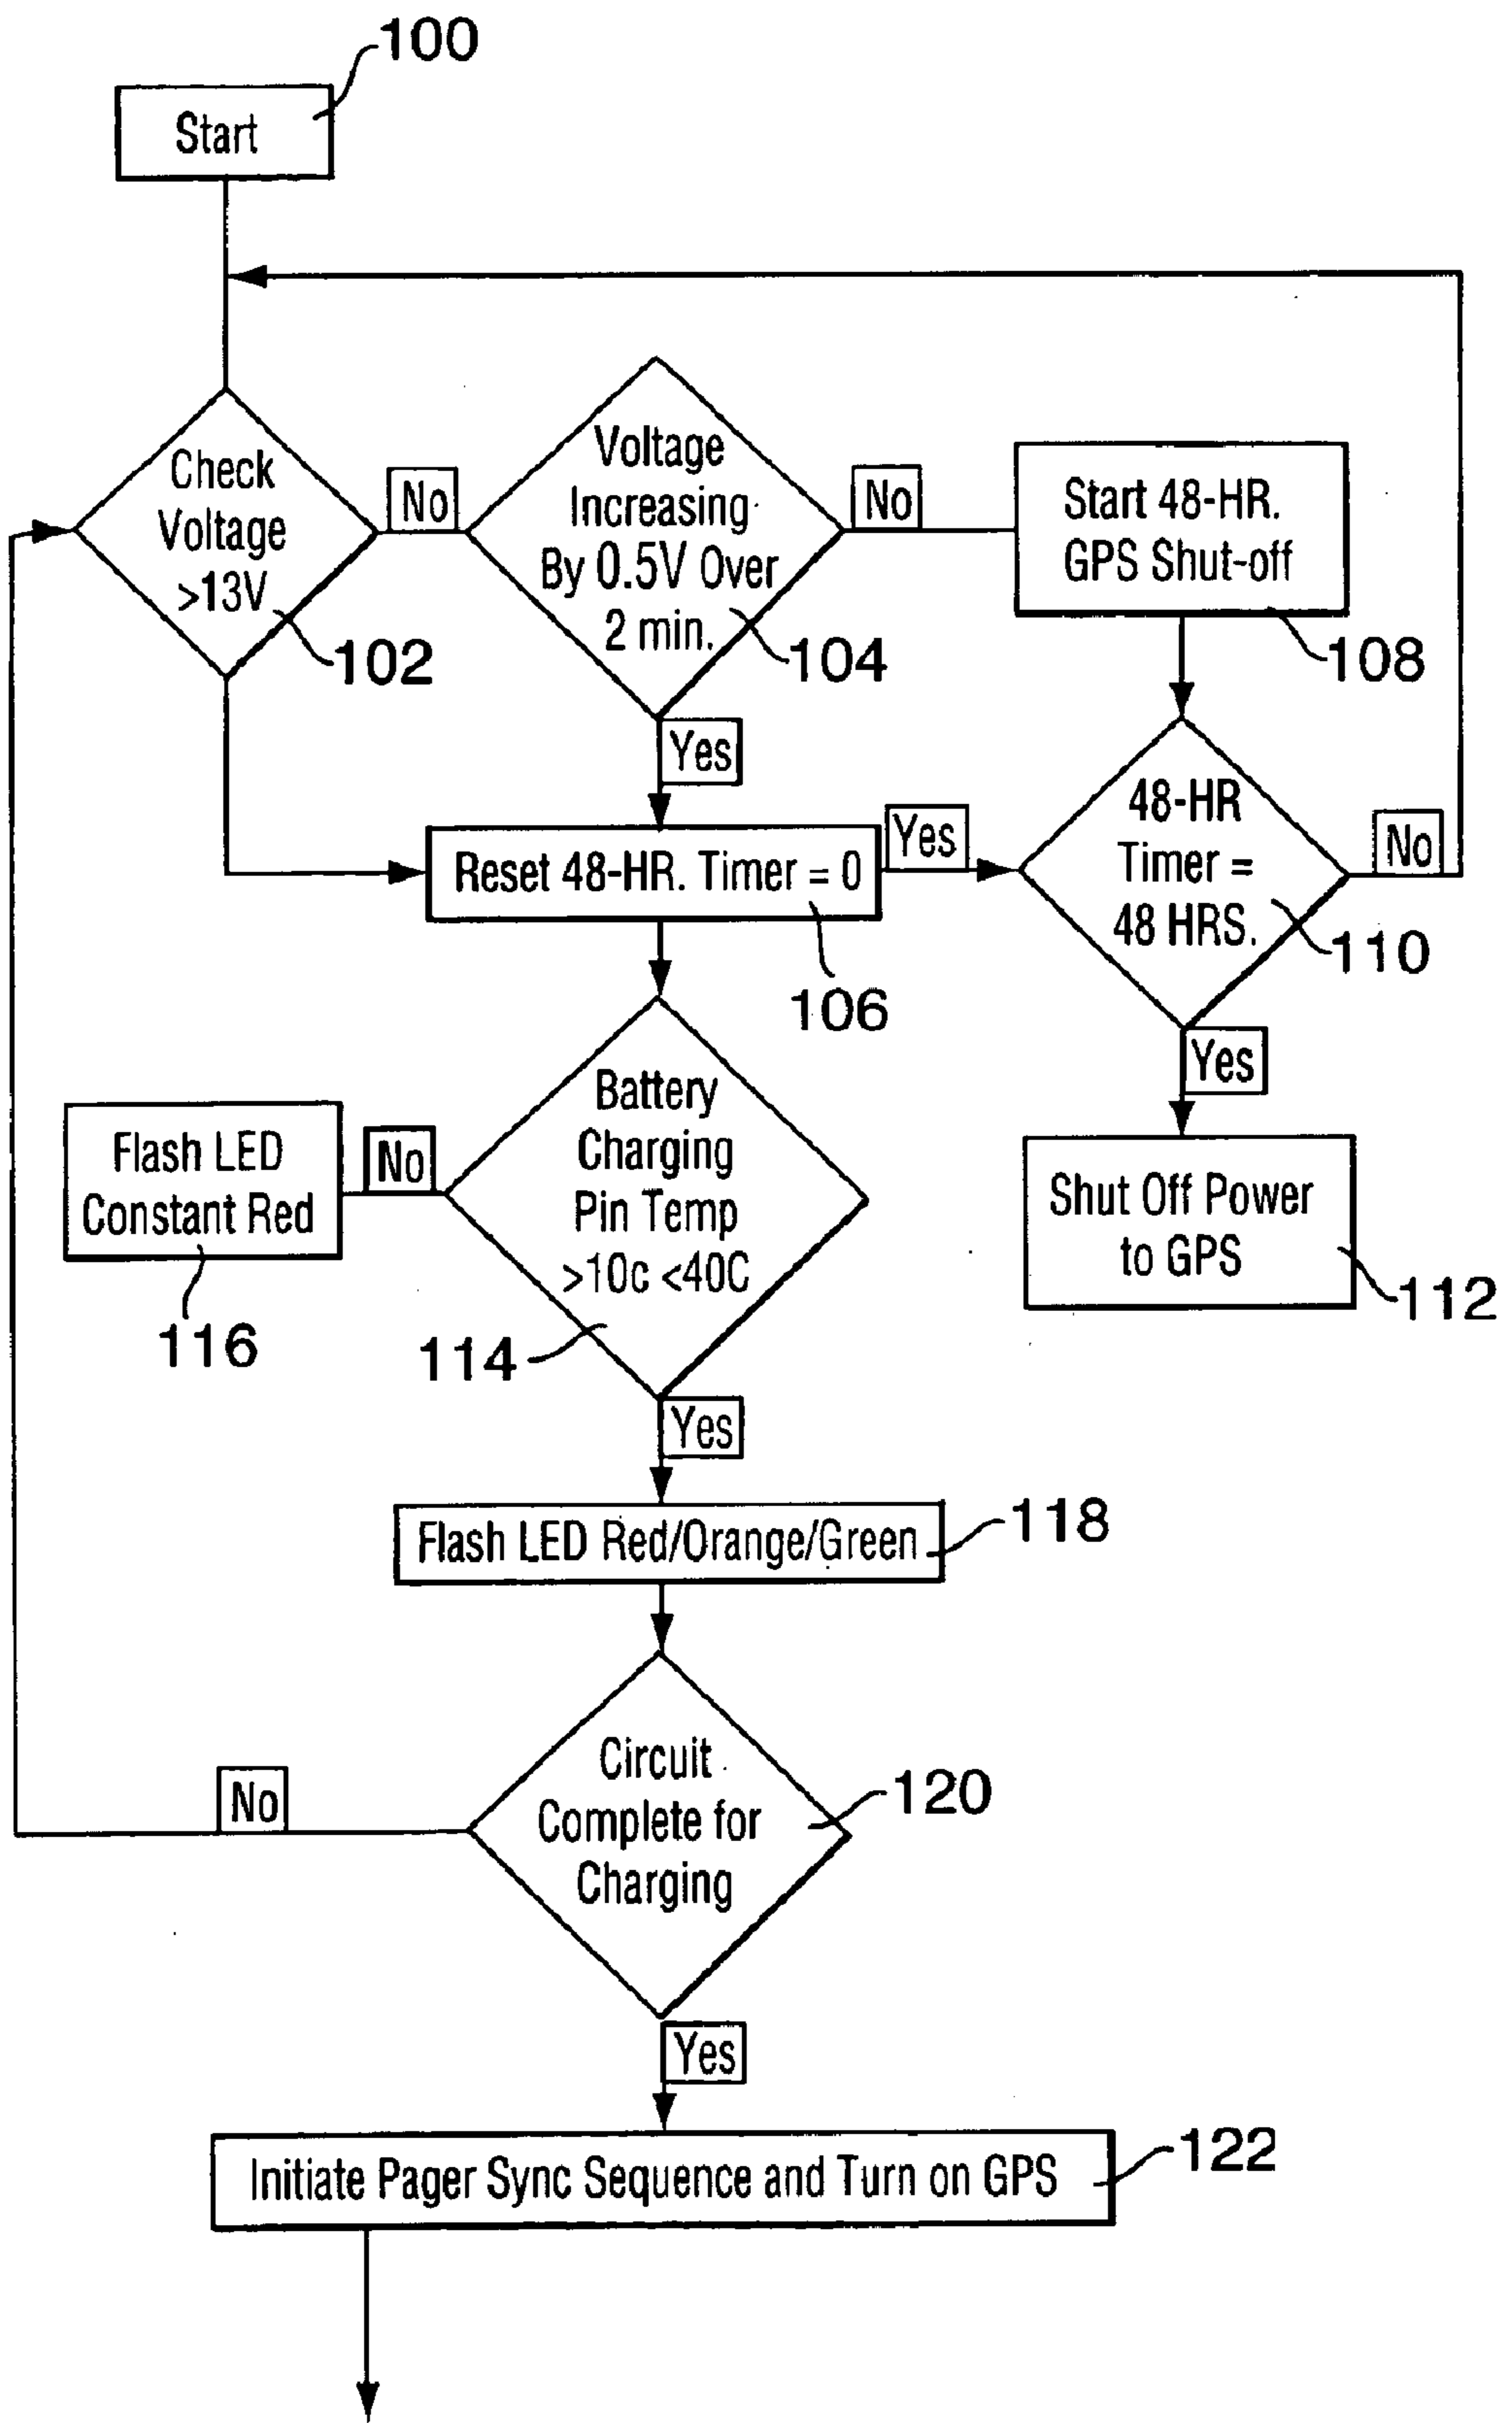 100
Start
Check
Voltage
>13V
102
No
Voltage
Increasing
By 0.5V Over
2 min.
104
No
Start 48-HR.
GPS Shut-off
108
Yes
Reset 48-HR. Timer = 0
106
Yes
48-HR
Timer =
48 HRS.
110
No
Yes
Shut Off Power
to GPS
112
Battery
Charging
Pin Temp
>10c <40C
114
No
Flash LED
Constant Red
116
Yes
Flash LED Red/Orange/Green
118
Circuit
Complete for
Charging
120
No
Yes
Initiate Pager Sync Sequence and Turn on GPS
122